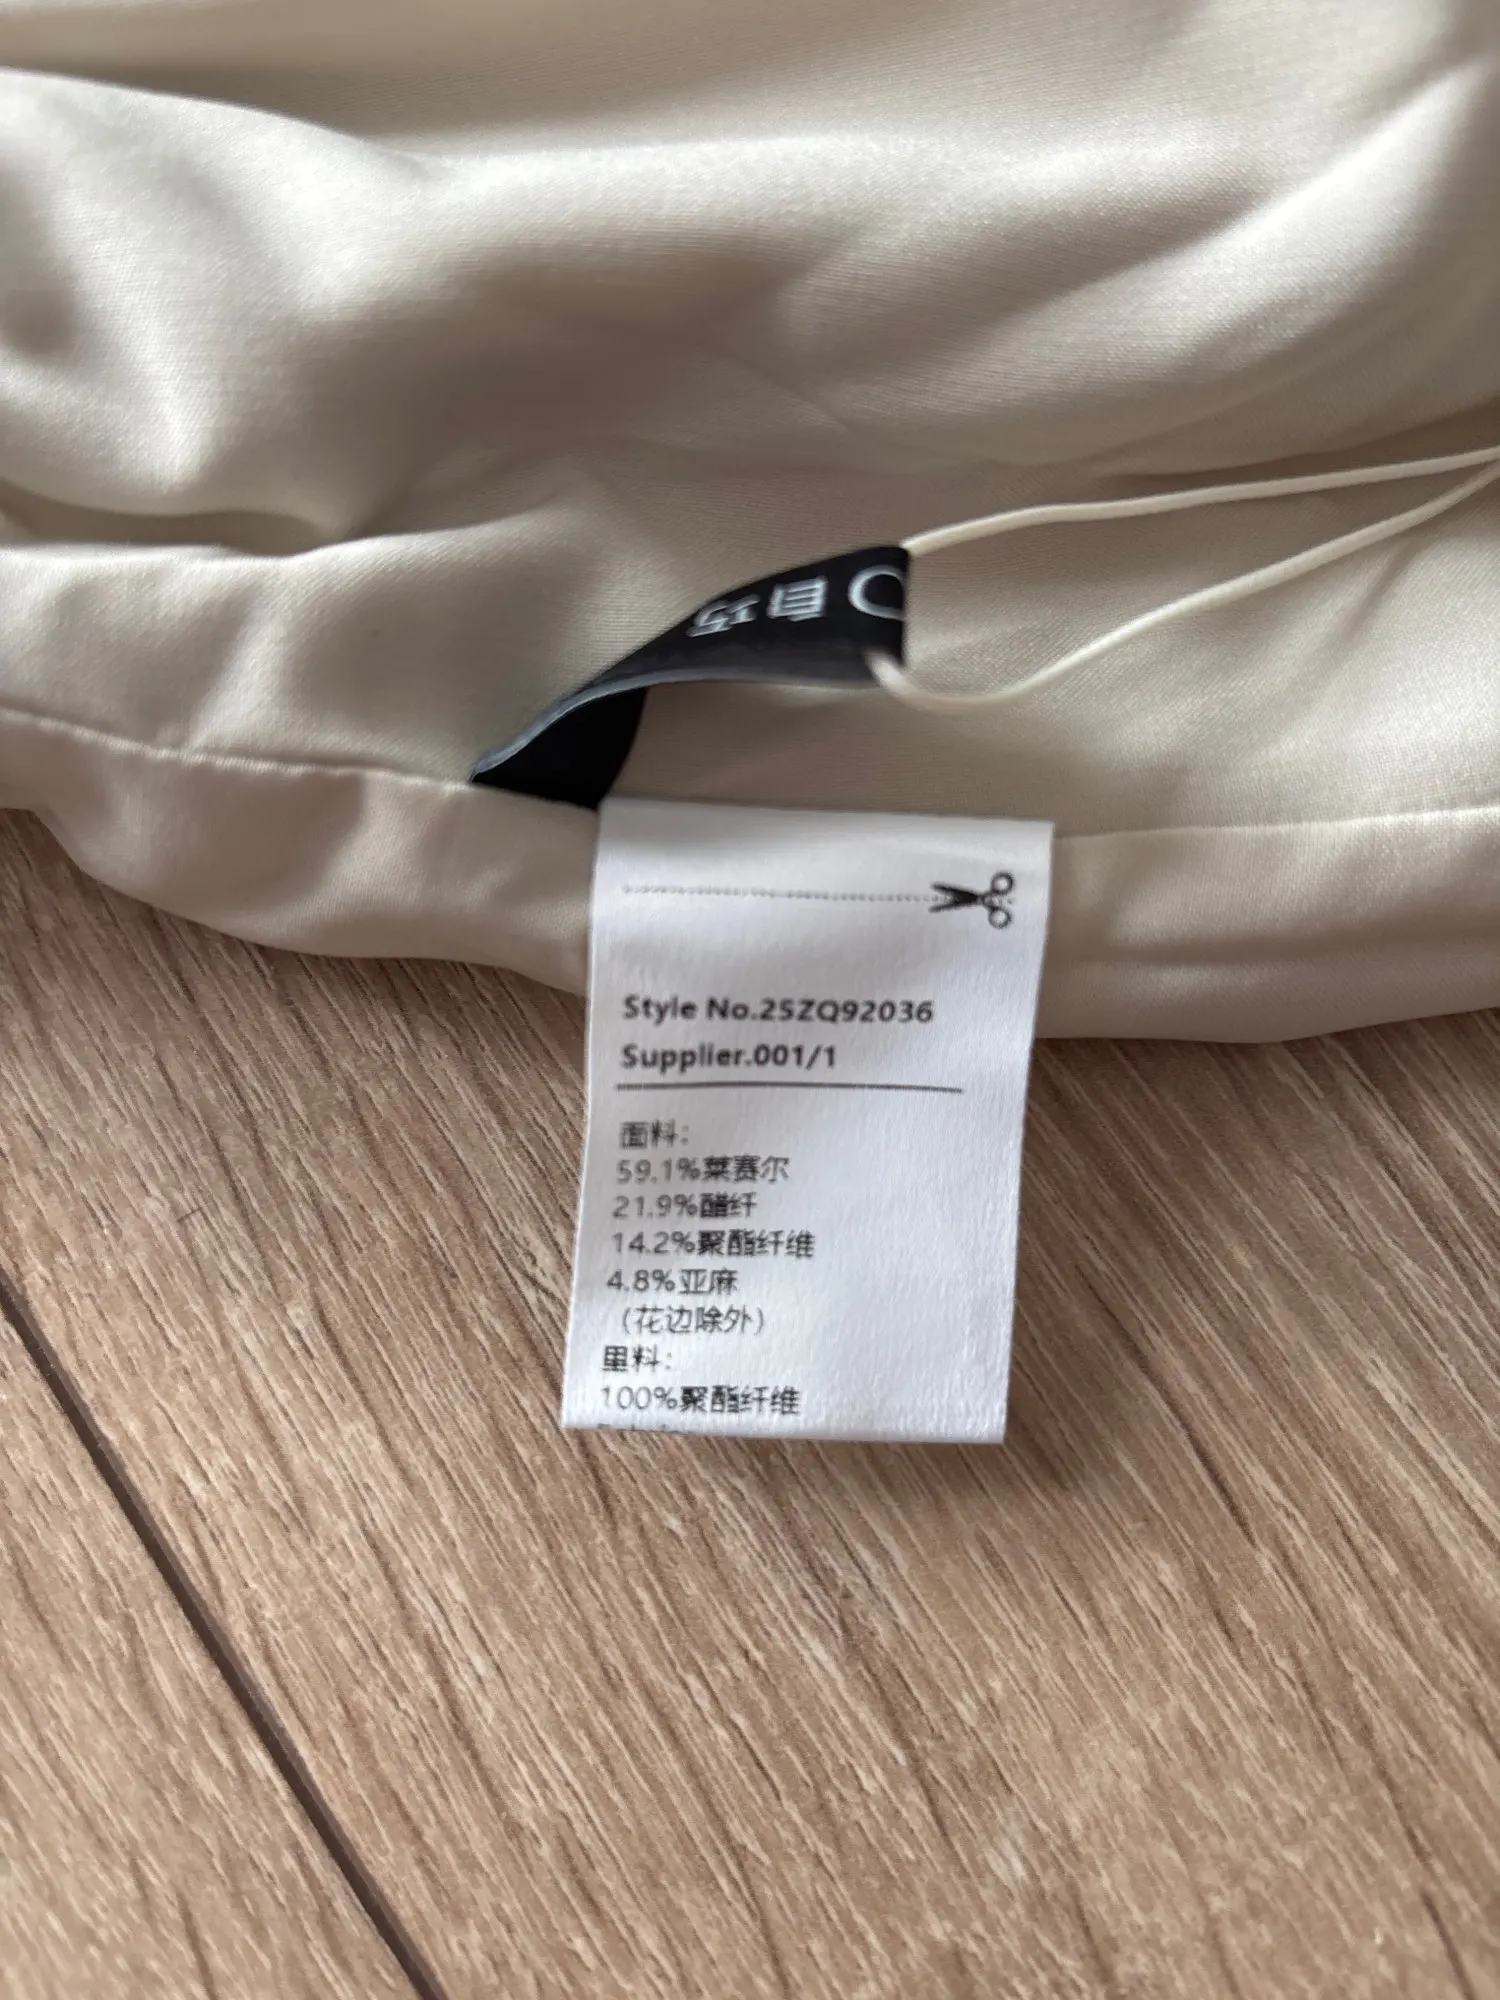 Style No.25ZQ92036
Supplier.001/1
面料：
59.1%莱赛尔
21.9%醋纤
14.2%聚酯纤维
4.8%亚麻
（花边除外）
里料：
100%聚酯纤维